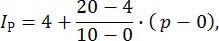 I_P = 4 + \frac{20 - 4}{10 - 0} \cdot (p - 0),